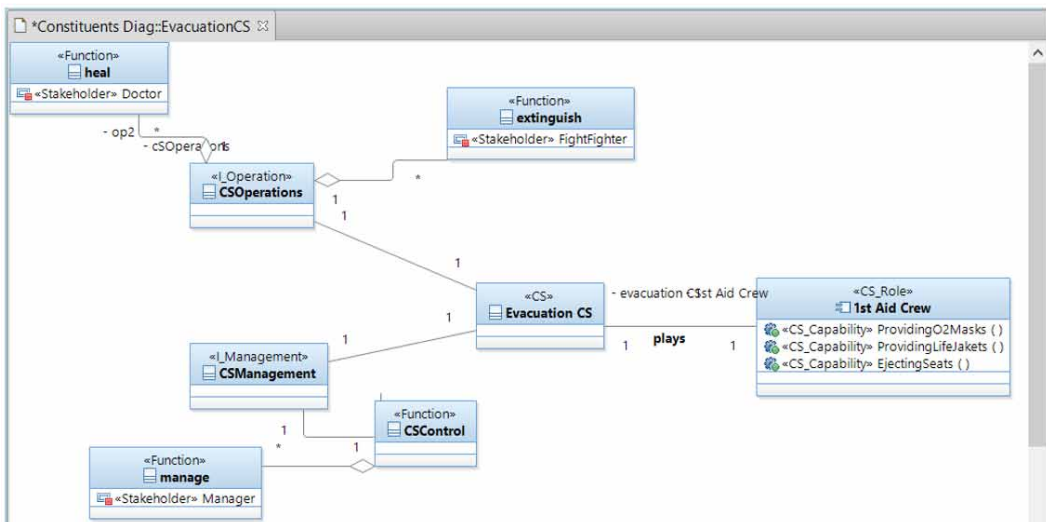 *Constituents Diag::EvacuationCS
«Function»
heal
«Stakeholder» Doctor
- op2 *
- cSOperations
1
«Function»
extinguish
«Stakeholder» FightFighter
*
1
«I_Operation»
CSOperations
1
1
«CS»
Evacuation CS
- evacuation CS
1st Aid Crew
plays
1
1
«CS_Role»
1st Aid Crew
«CS_Capability» ProvidingO2Masks ( )
«CS_Capability» ProvidingLifeJakets ( )
«CS_Capability» EjectingSeats ( )
1
1
«I_Management»
CSManagement
1
1
«Function»
CSControl
*
«Function»
manage
«Stakeholder» Manager